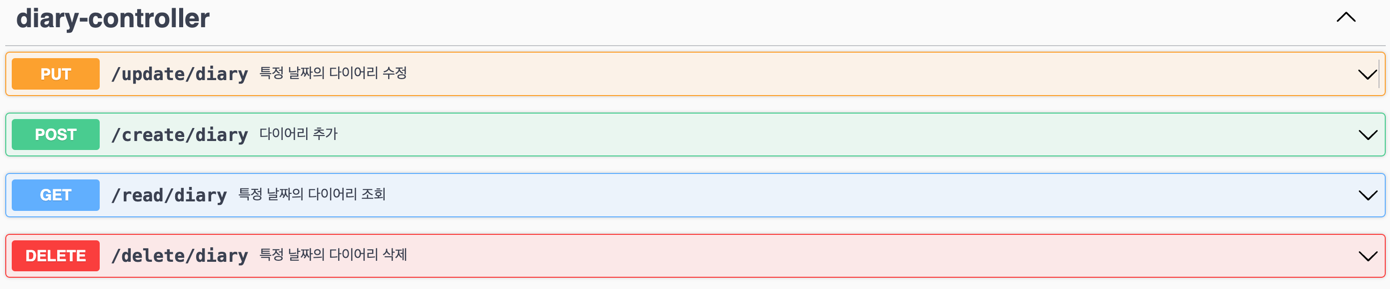 diary-controller
PUT /update/diary 특정 날짜의 다이어리 수정
POST /create/diary 다이어리 추가
GET /read/diary 특정 날짜의 다이어리 조회
DELETE /delete/diary 특정 날짜의 다이어리 삭제